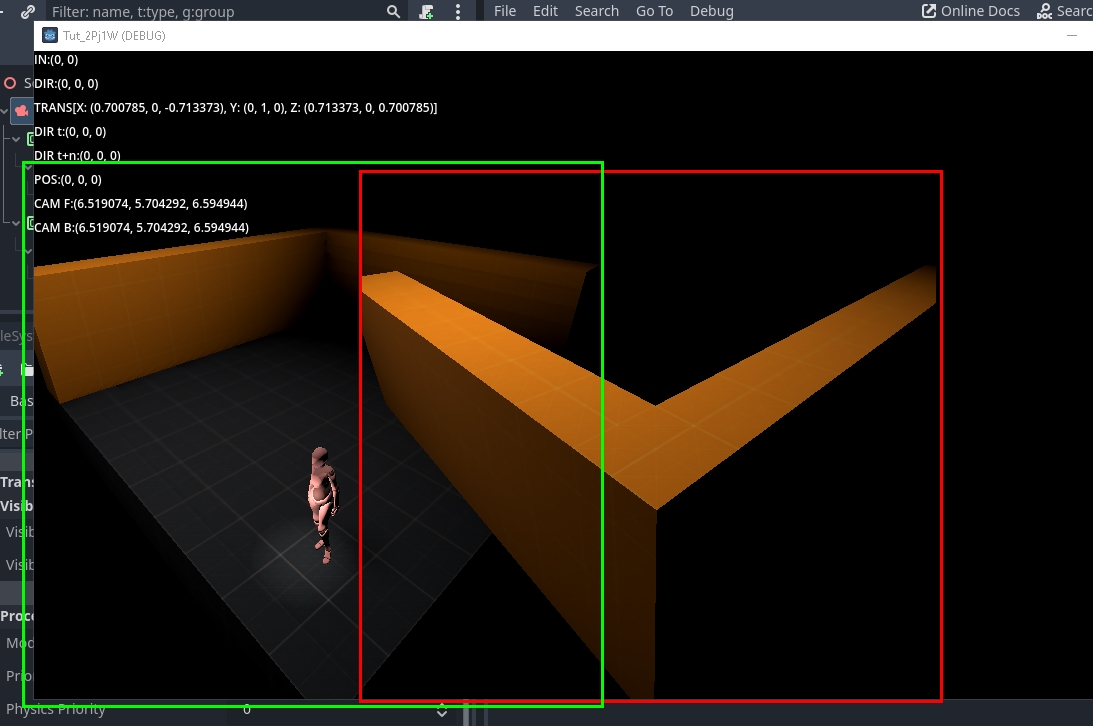 Filter: name, t:type, g:group
File Edit Search Go To Debug
Online Docs
Searc
Tut_2Pj1W (DEBUG)
IN:(0, 0)
DIR:(0, 0, 0)
TRANS[X: (0.700785, 0, -0.713373), Y: (0, 1, 0), Z: (0.713373, 0, 0.700785)]
DIR t:(0, 0, 0)
DIR t+n:(0, 0, 0)
POS:(0, 0, 0)
CAM F:(6.519074, 5.704292, 6.594944)
CAM B:(6.519074, 5.704292, 6.594944)
leSys
Bas
lter P
Trans
Visib
Visib
Visib
Proce
Mod
Prio
Physics Priority
0